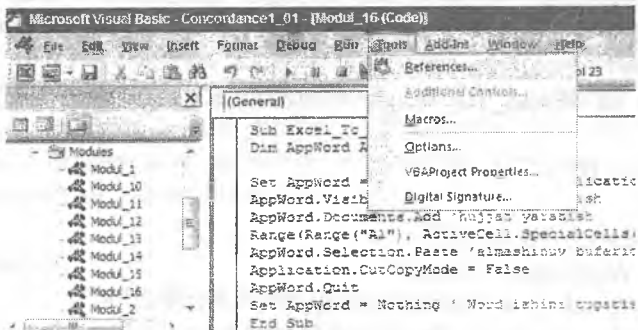 Microsoft Visual Basic - Concordance1_01 - [Modul_16 (Code)]
File Edit View Insert Format Debug Run Tools Add-Ins Window Help
References...
Additional Controls...
Macros...
Options...
VBAProject Properties...
Digital Signature...
Modules
Modul_1
Modul_10
Modul_11
Modul_12
Modul_13
Modul_14
Modul_15
Modul_16
Modul_2
(General)
Sub Excel_To_
Dim AppWord A
Set AppWord =
AppWord.Visib
AppWord.Documents.Add 'hujjat yaratish
Range(Range("A1"), ActiveCell.SpecialCells(
AppWord.Selection.Paste 'almashinuv buferid
Application.CutCopyMode = False
AppWord.Quit
Set AppWord = Nothing ' Word ishini tugatis
End Sub